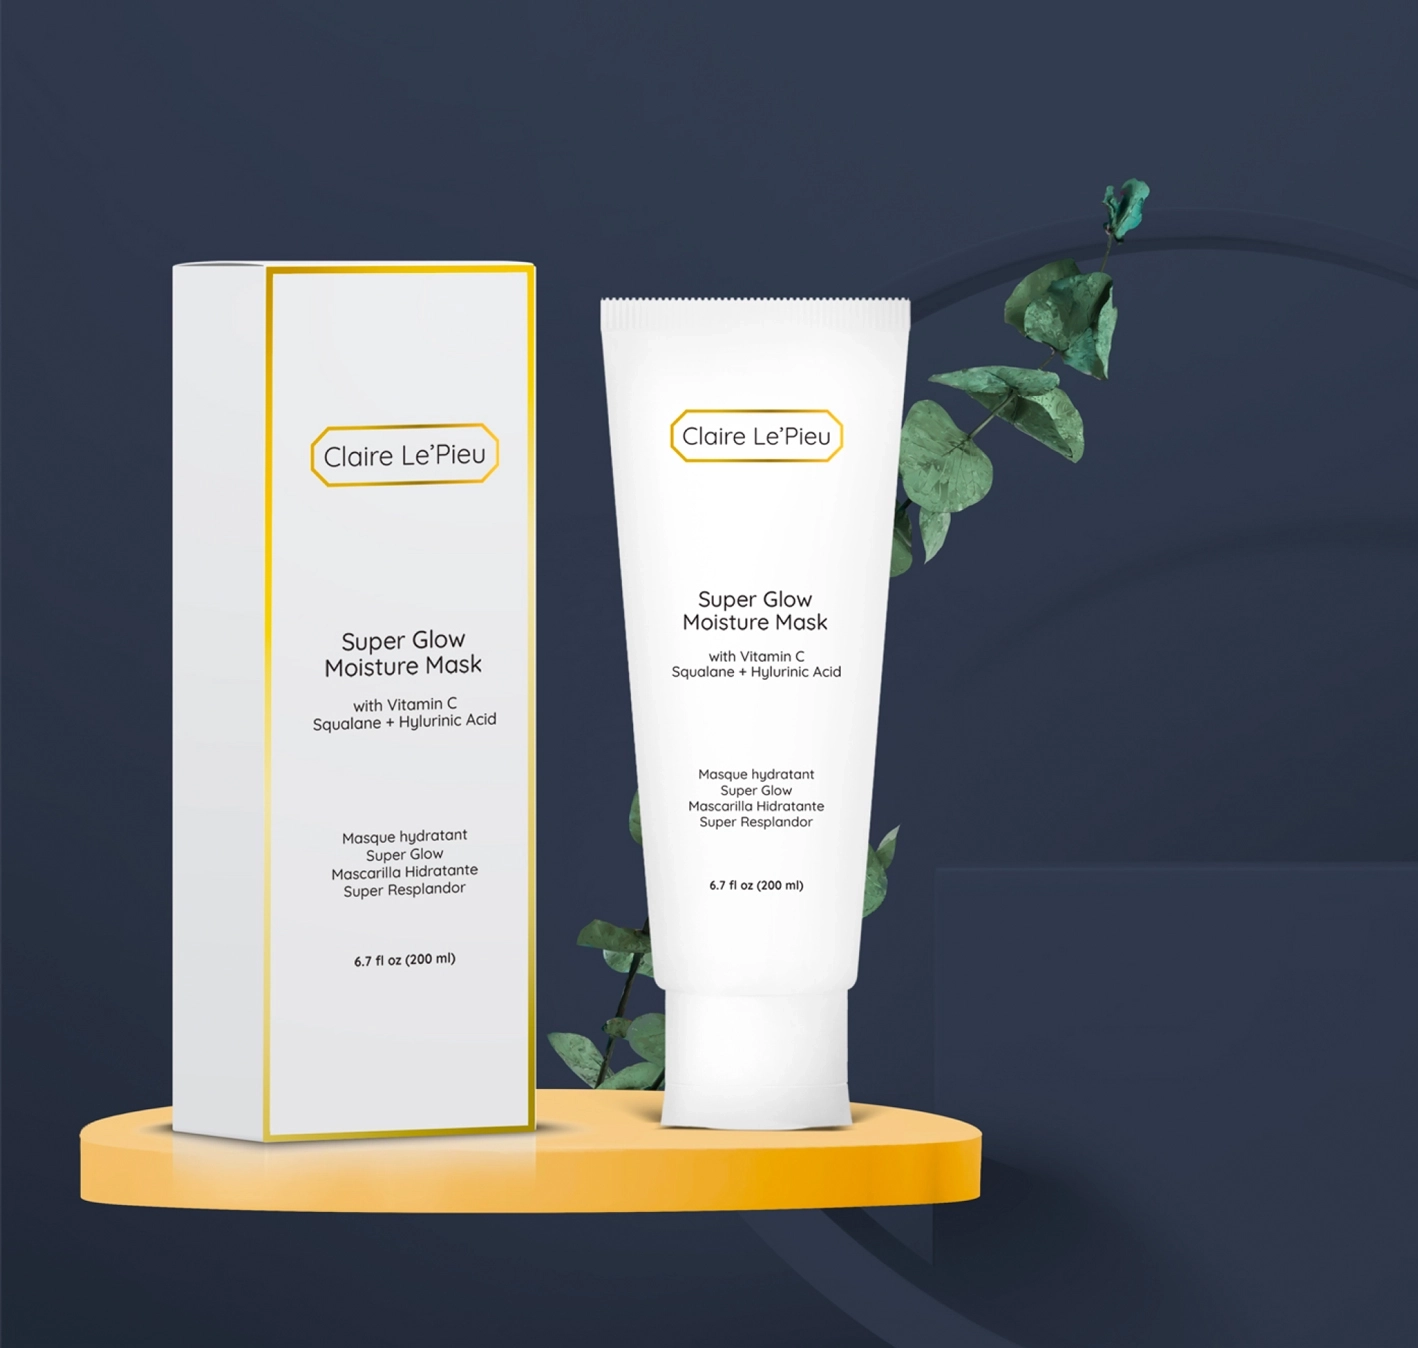 Claire Le’Pieu
Super Glow
Moisture Mask
with Vitamin C
Squalane + Hylurinic Acid
Masque hydratant
Super Glow
Mascarilla Hidratante
Super Resplandor
6.7 fl oz (200 ml)
Claire Le’Pieu
Super Glow
Moisture Mask
with Vitamin C
Squalane + Hylurinic Acid
Masque hydratant
Super Glow
Mascarilla Hidratante
Super Resplandor
6.7 fl oz (200 ml)